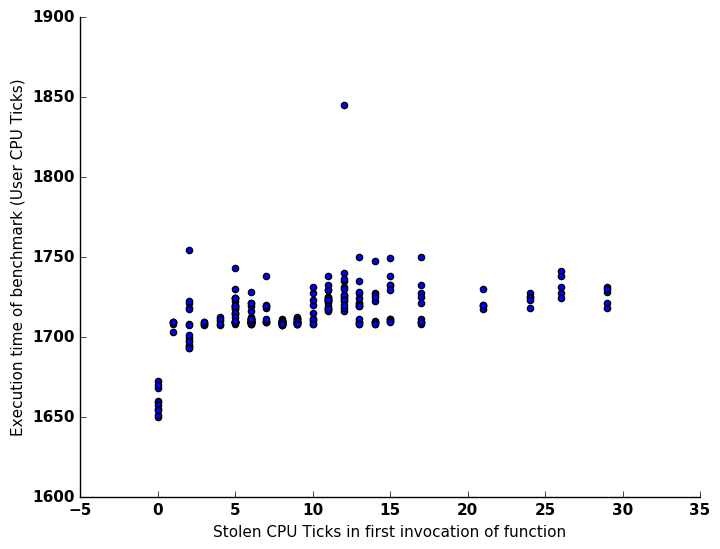 1900
1850
1800
1750
1700
1650
1600
Execution time of benchmark (User CPU Ticks)
−5 0 5 10 15 20 25 30 35
Stolen CPU Ticks in first invocation of function